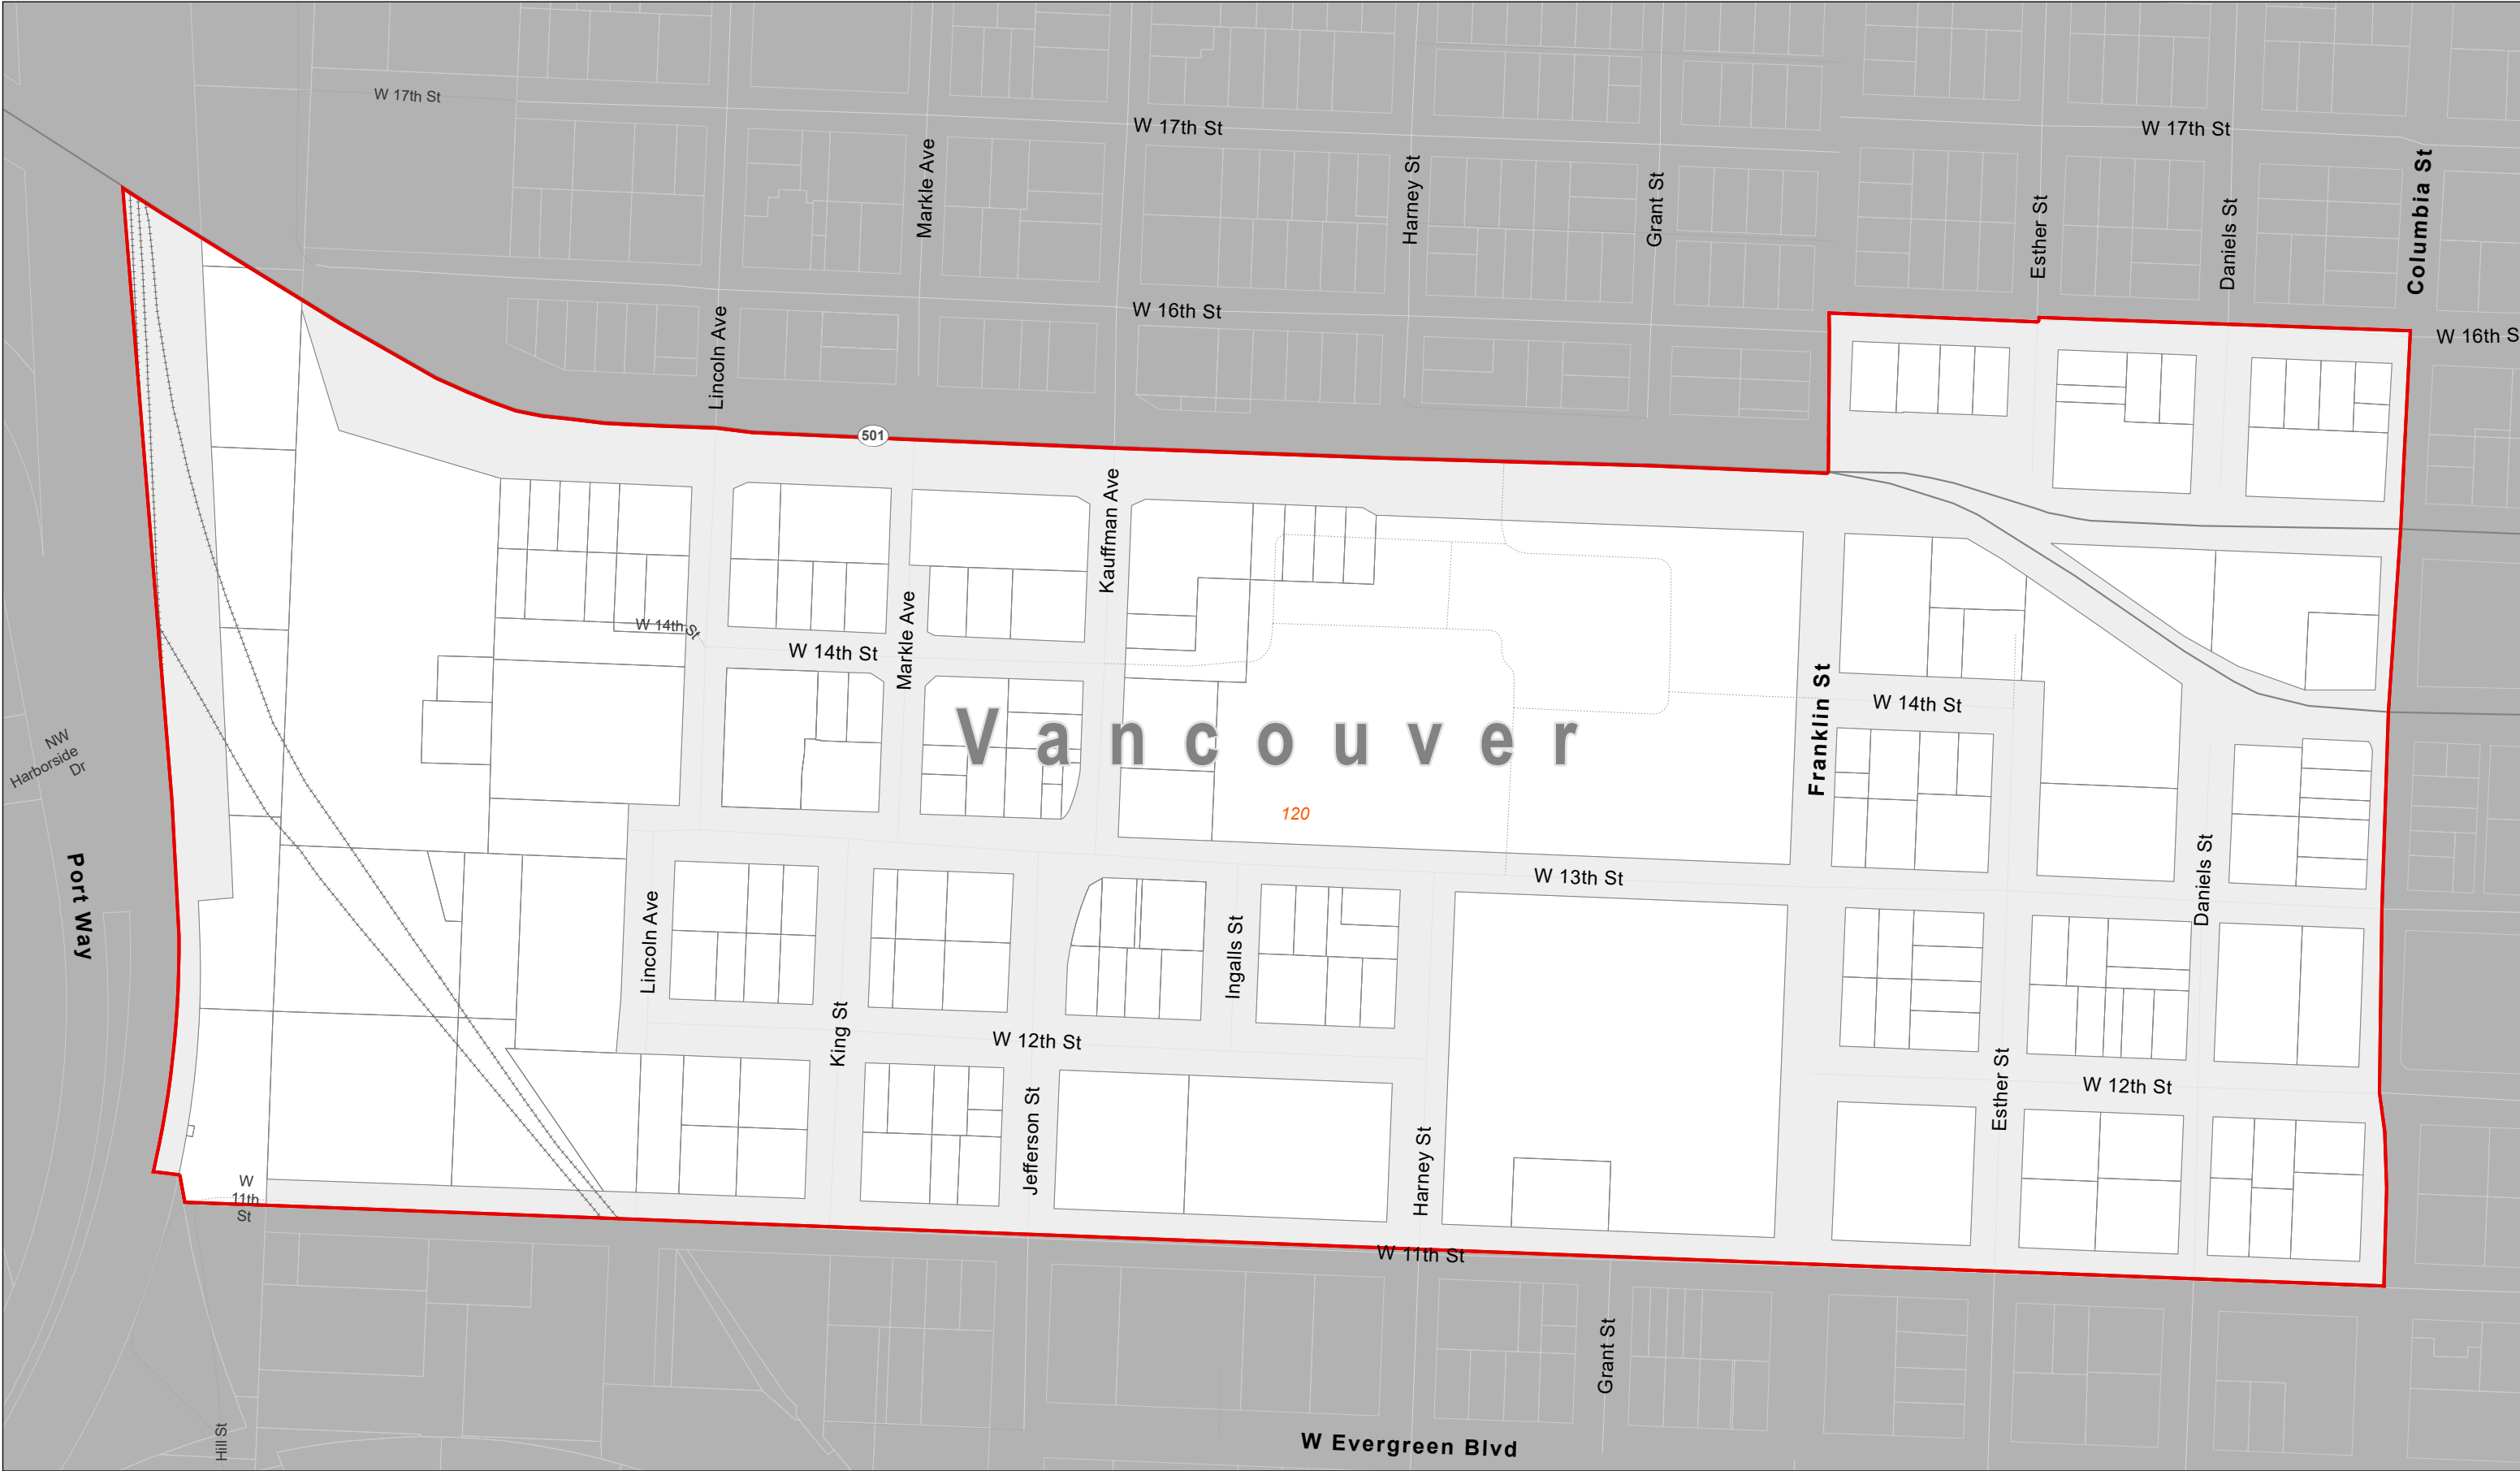 W 17th St
W 17th St
W 17th St
Markle Ave
Harney St
Grant St
Esther St
Daniels St
Columbia St
W 16th St
W 16th S
Lincoln Ave
501
Kauffman Ave
W 14th St
W 14th St
Markle Ave
Franklin St
W 14th St
Vancouver
NW
Harborside
Dr
120
Port Way
W 13th St
Daniels St
Lincoln Ave
Ingalls St
King St
W 12th St
Esther St
W 12th St
Jefferson St
Harney St
W
11th
St
W 11th St
Grant St
Hill St
W Evergreen Blvd